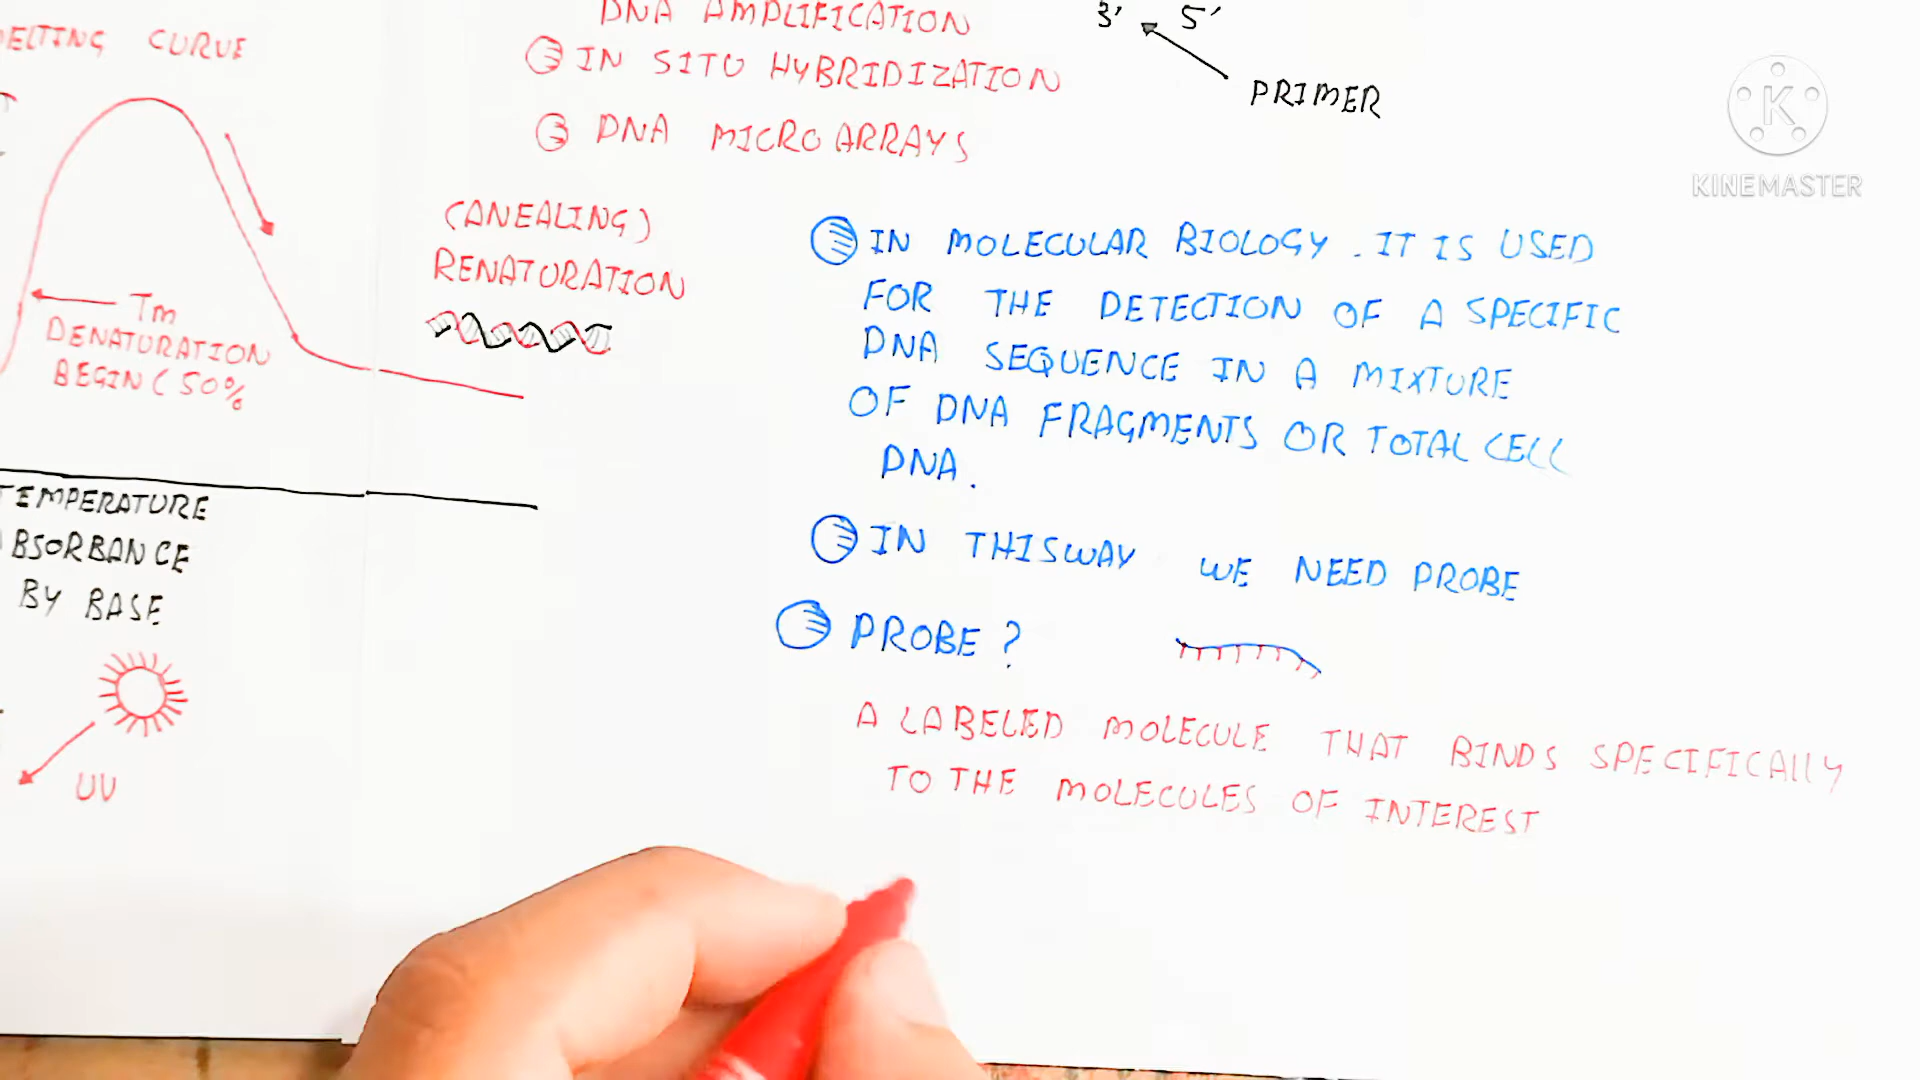 ELTING CURVE
Tm
DENATURATION
BEGIN (50%
TEMPERATURE
ABSORBANCE
BY BASE
UV
DNA AMPLIFICATION
IN SITU HYBRIDIZATION
DNA MICRO ARRAYS
(ANEALING)
RENATURATION
3' 5'
PRIMER
KINEMASTER
IN MOLECULAR BIOLOGY . IT IS USED
FOR THE DETECTION OF A SPECIFIC
DNA SEQUENCE IN A MIXTURE
OF DNA FRAGMENTS OR TOTAL CELL
DNA .
IN THISWAY WE NEED PROBE
PROBE ?
A LABELED MOLECULE THAT BINDS SPECIFICALLY
TO THE MOLECULES OF INTEREST